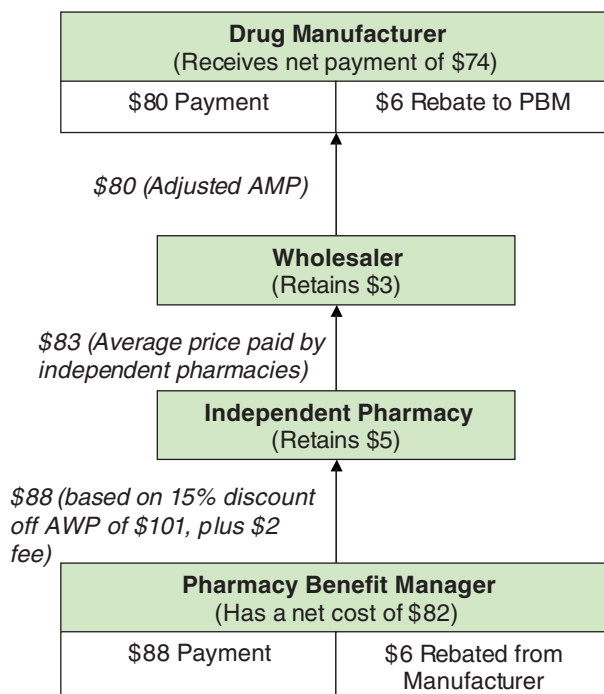 Drug Manufacturer
(Receives net payment of $74)
$80 Payment
$6 Rebate to PBM
$80 (Adjusted AMP)
Wholesaler
(Retains $3)
$83 (Average price paid by
independent pharmacies)
Independent Pharmacy
(Retains $5)
$88 (based on 15% discount
off AWP of $101, plus $2
fee)
Pharmacy Benefit Manager
(Has a net cost of $82)
$88 Payment
$6 Rebated from
Manufacturer